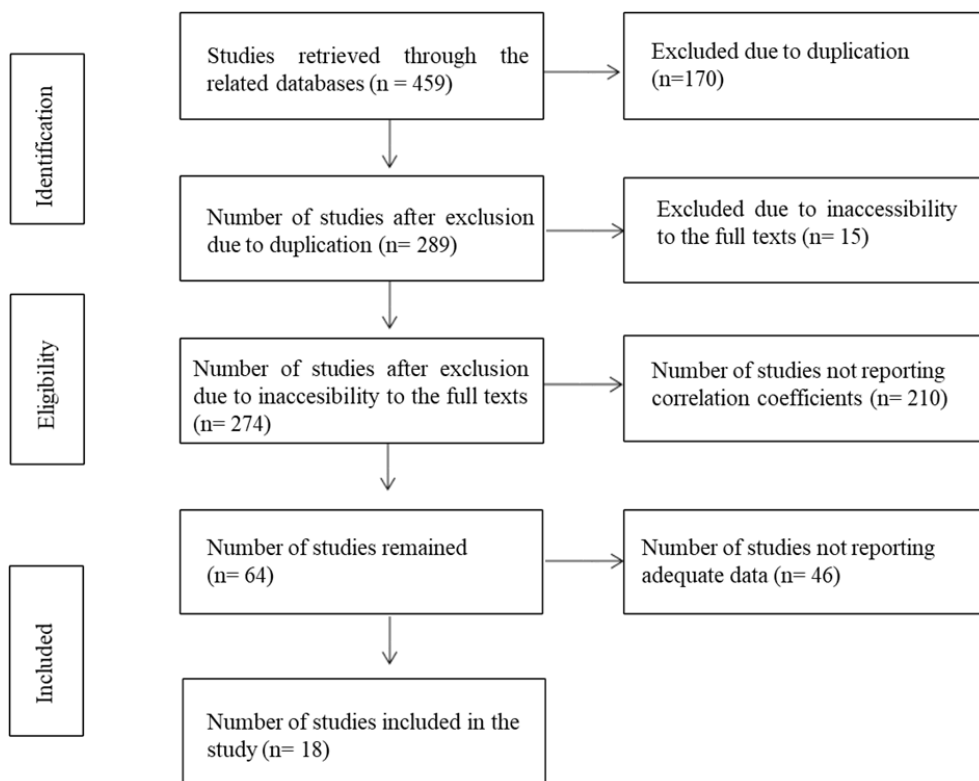 Studies retrieved through the
related databases (n = 459)
Excluded due to duplication
(n=170)
Identification
Number of studies after exclusion
due to duplication (n= 289)
Excluded due to inaccessibility
to the full texts (n= 15)
Eligibility
Number of studies after exclusion
due to inaccesibility to the full texts
(n= 274)
Number of studies not reporting
correlation coefficients (n= 210)
Number of studies remained
(n= 64)
Number of studies not reporting
adequate data (n= 46)
Included
Number of studies included in the
study (n= 18)